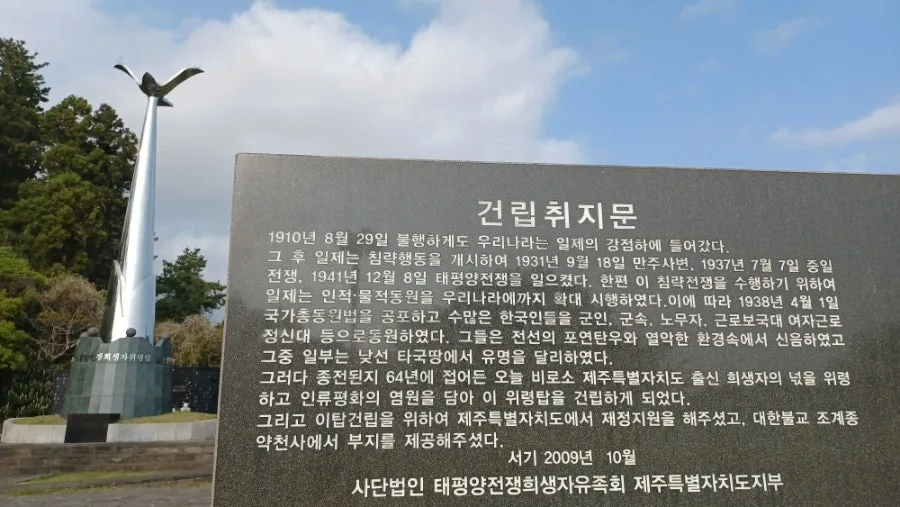 건립취지문
1910년 8월 29일 불행하게도 우리나라는 일제의 강점하에 들어갔다.
그 후 일제는 침략행동을 개시하여 1931년 9월 18일 만주사변, 1937년 7월 7일 중일
전쟁, 1941년 12월 8일 태평양전쟁을 일으켰다. 한편 이 침략전쟁을 수행하기 위하여
일제는 인적·물적동원을 우리나라에까지 확대 시행하였다.이에 따라 1938년 4월 1일
국가총동원법을 공포하고 수많은 한국인들을 군인, 군속, 노무자, 근로보국대 여자근로
정신대 등으로동원하였다. 그들은 전선의 포연탄우와 열악한 환경속에서 신음하였고
그중 일부는 낯선 타국땅에서 유명을 달리하였다.
그러다 종전된지 64년에 접어든 오늘 비로소 제주특별자치도 출신 희생자의 넋을 위령
하고 인류평화의 염원을 담아 이 위령탑을 건립하게 되었다.
그리고 이탑건립을 위하여 제주특별자치도에서 재정지원을 해주셨고, 대한불교 조계종
약천사에서 부지를 제공해주셨다.
서기 2009년 10월
사단법인 태평양전쟁희생자유족회 제주특별자치도지부
쟁희생자위령탑